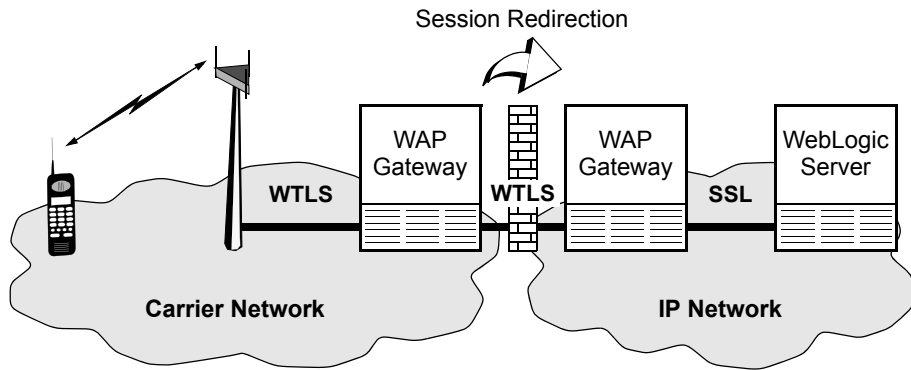 Session Redirection
WAP
Gateway
WAP
Gateway
WebLogic
Server
WTLS
WTLS
SSL
Carrier Network
IP Network